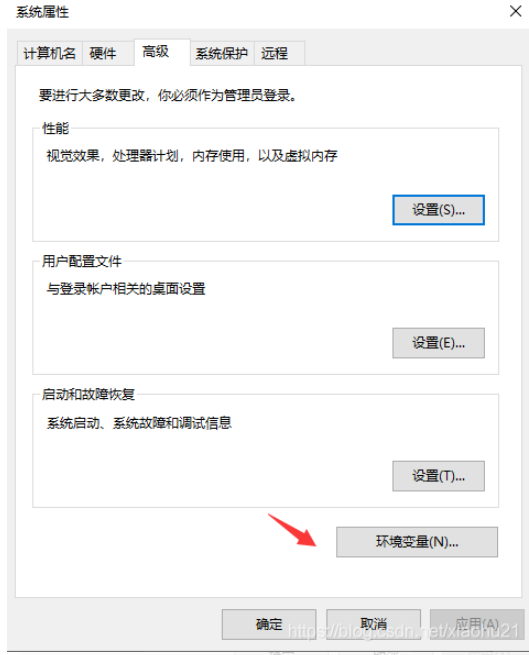 系统属性
计算机名 硬件 高级 系统保护 远程
要进行大多数更改，你必须作为管理员登录。
性能
视觉效果，处理器计划，内存使用，以及虚拟内存
设置(S)...
用户配置文件
与登录帐户相关的桌面设置
设置(E)...
启动和故障恢复
系统启动、系统故障和调试信息
设置(T)...
环境变量(N)...
确定 取消 应用(A)
https://blog.csdn.net/xiaohu21